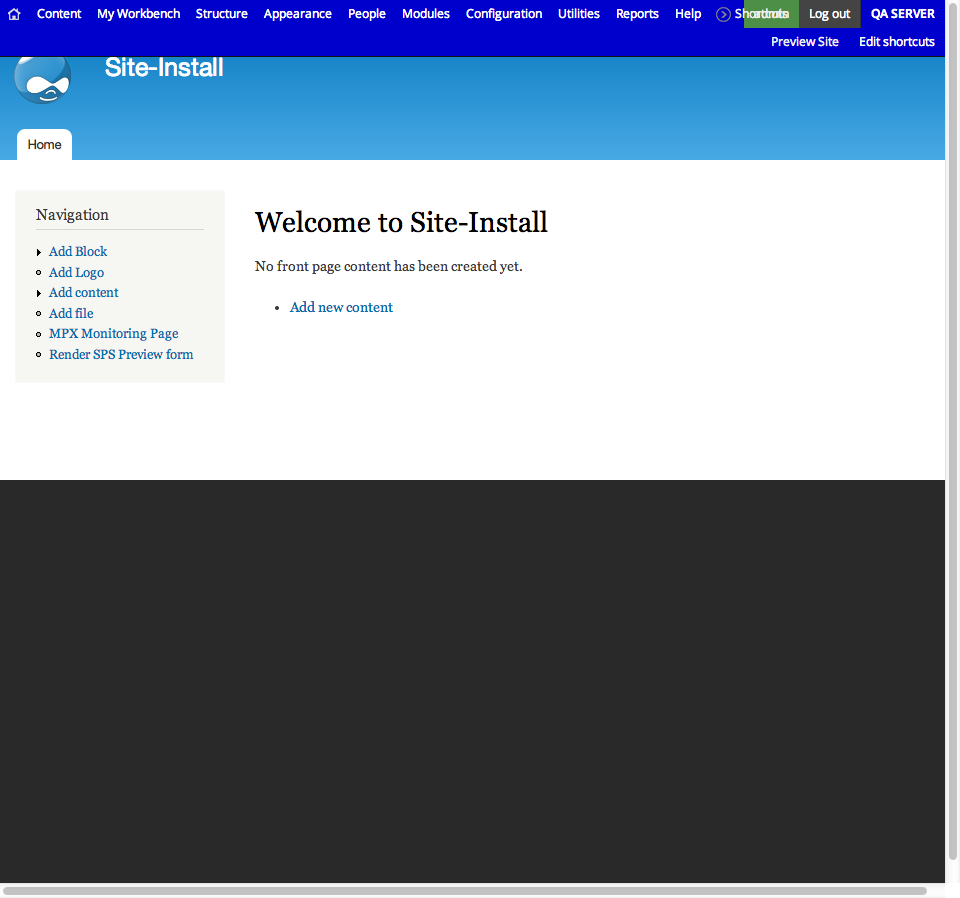 Content My Workbench Structure Appearance People Modules Configuration Utilities Reports Help Shortcuts Log out QA SERVER
Preview Site Edit shortcuts
Site-Install
Home
Navigation
Add Block
Add Logo
Add content
Add file
MPX Monitoring Page
Render SPS Preview form
Welcome to Site-Install
No front page content has been created yet.
Add new content